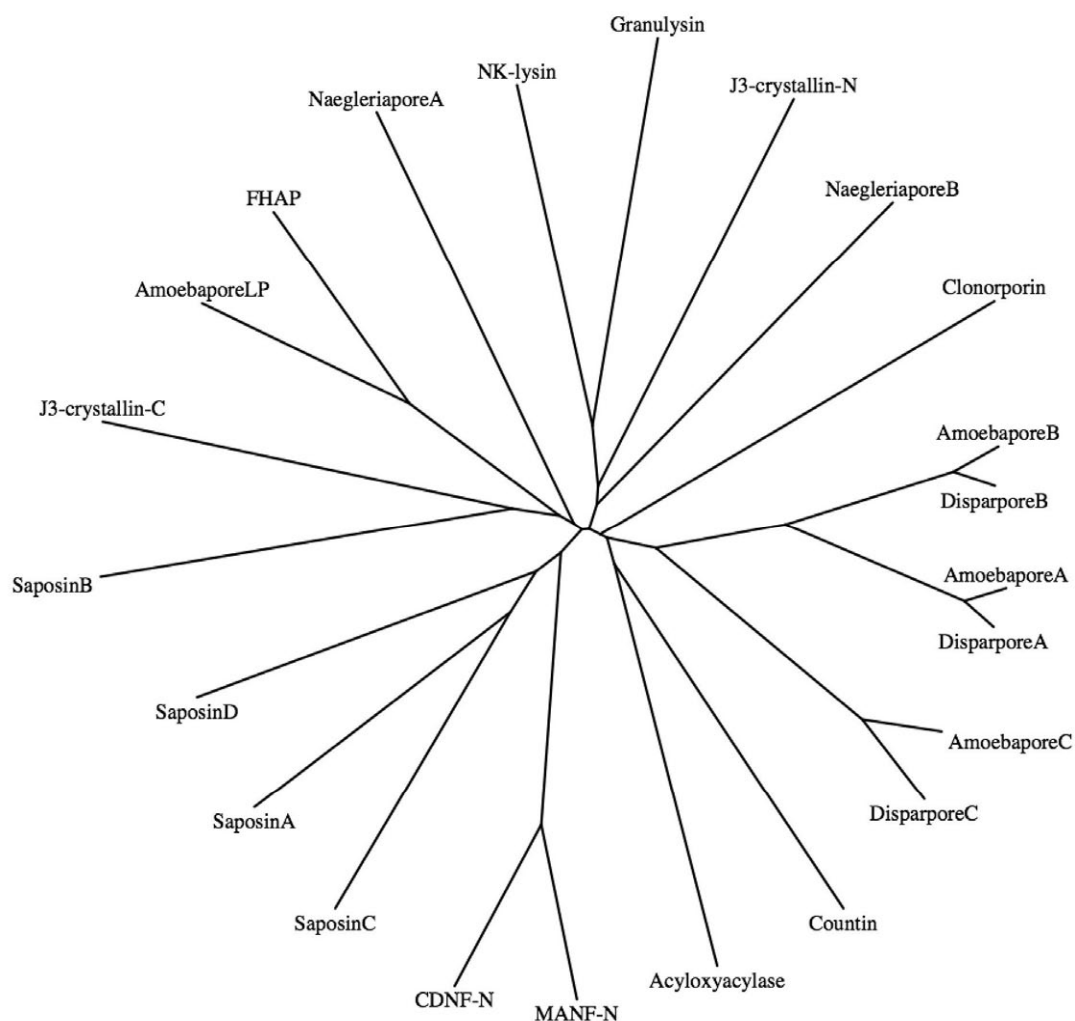 Granulysin
NK-lysin
J3-crystallin-N
NaegleriaporeA
NaegleriaporeB
FHAP
Clonorporin
AmoebaporeLP
J3-crystallin-C
AmoebaporeB
DisparporeB
AmoebaporeA
SaposinB
DisparporeA
SaposinD
AmoebaporeC
DisparporeC
SaposinA
SaposinC
Countin
Acyloxyacylase
CDNF-N
MANF-N